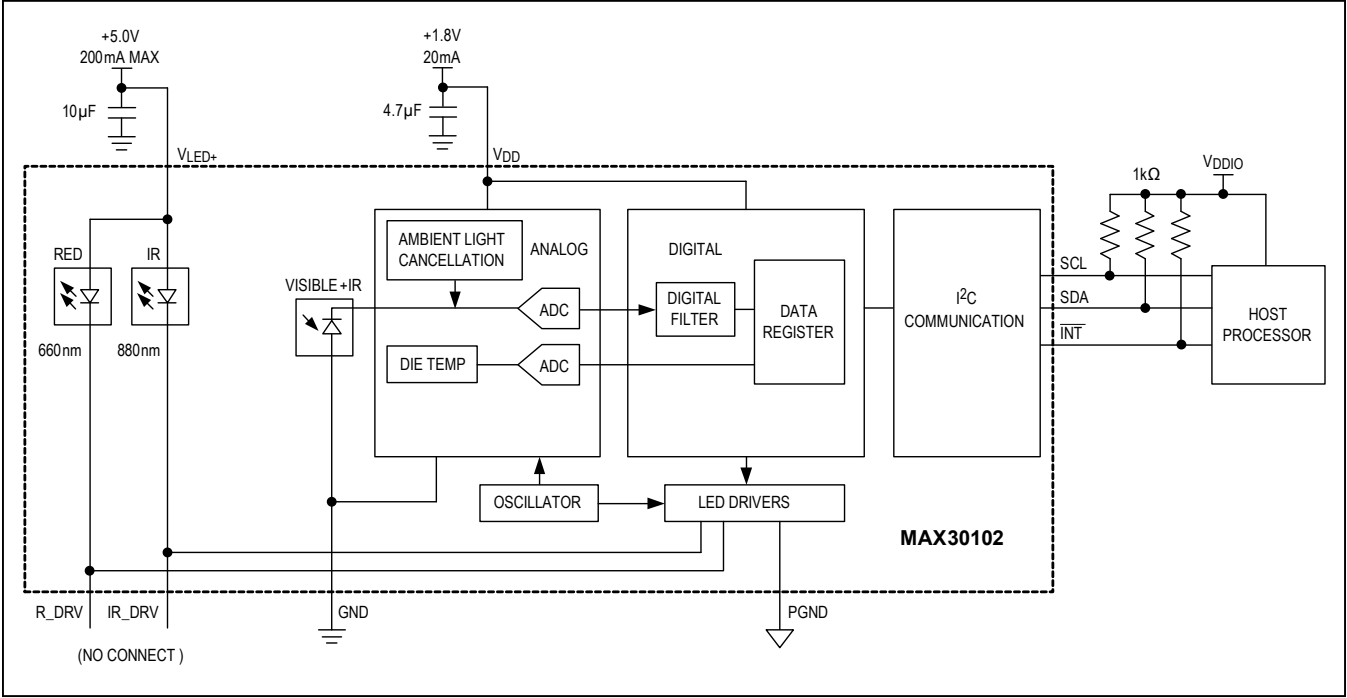 +5.0V
200mA MAX
10µF
VLED+
+1.8V
20mA
4.7µF
VDD
VDDIO
1kΩ
RED
IR
660nm
880nm
VISIBLE+IR
AMBIENT LIGHT
CANCELLATION
ANALOG
ADC
DIE TEMP
ADC
DIGITAL
DIGITAL
FILTER
DATA
REGISTER
I2C
COMMUNICATION
SCL
SDA
INT
HOST
PROCESSOR
OSCILLATOR
LED DRIVERS
MAX30102
R_DRV
IR_DRV
(NO CONNECT )
GND
PGND